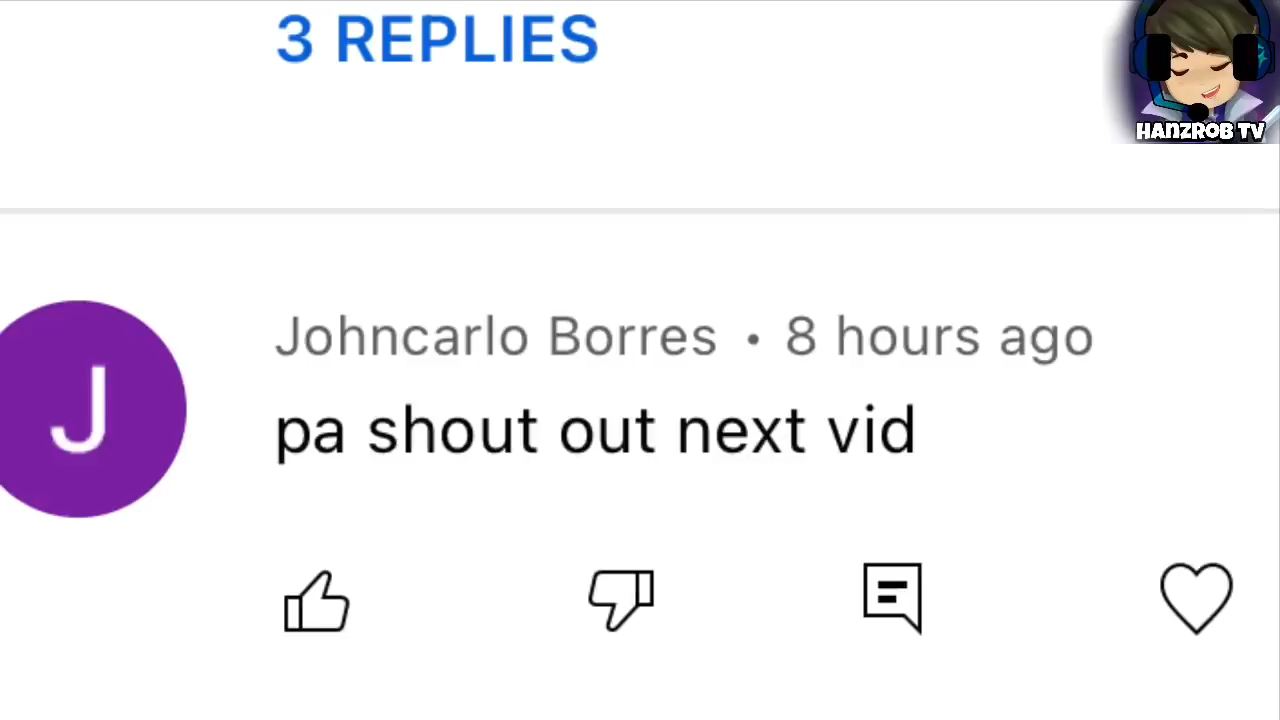 3 REPLIES
HANZROB TV
Johncarlo Borres • 8 hours ago
J
pa shout out next vid